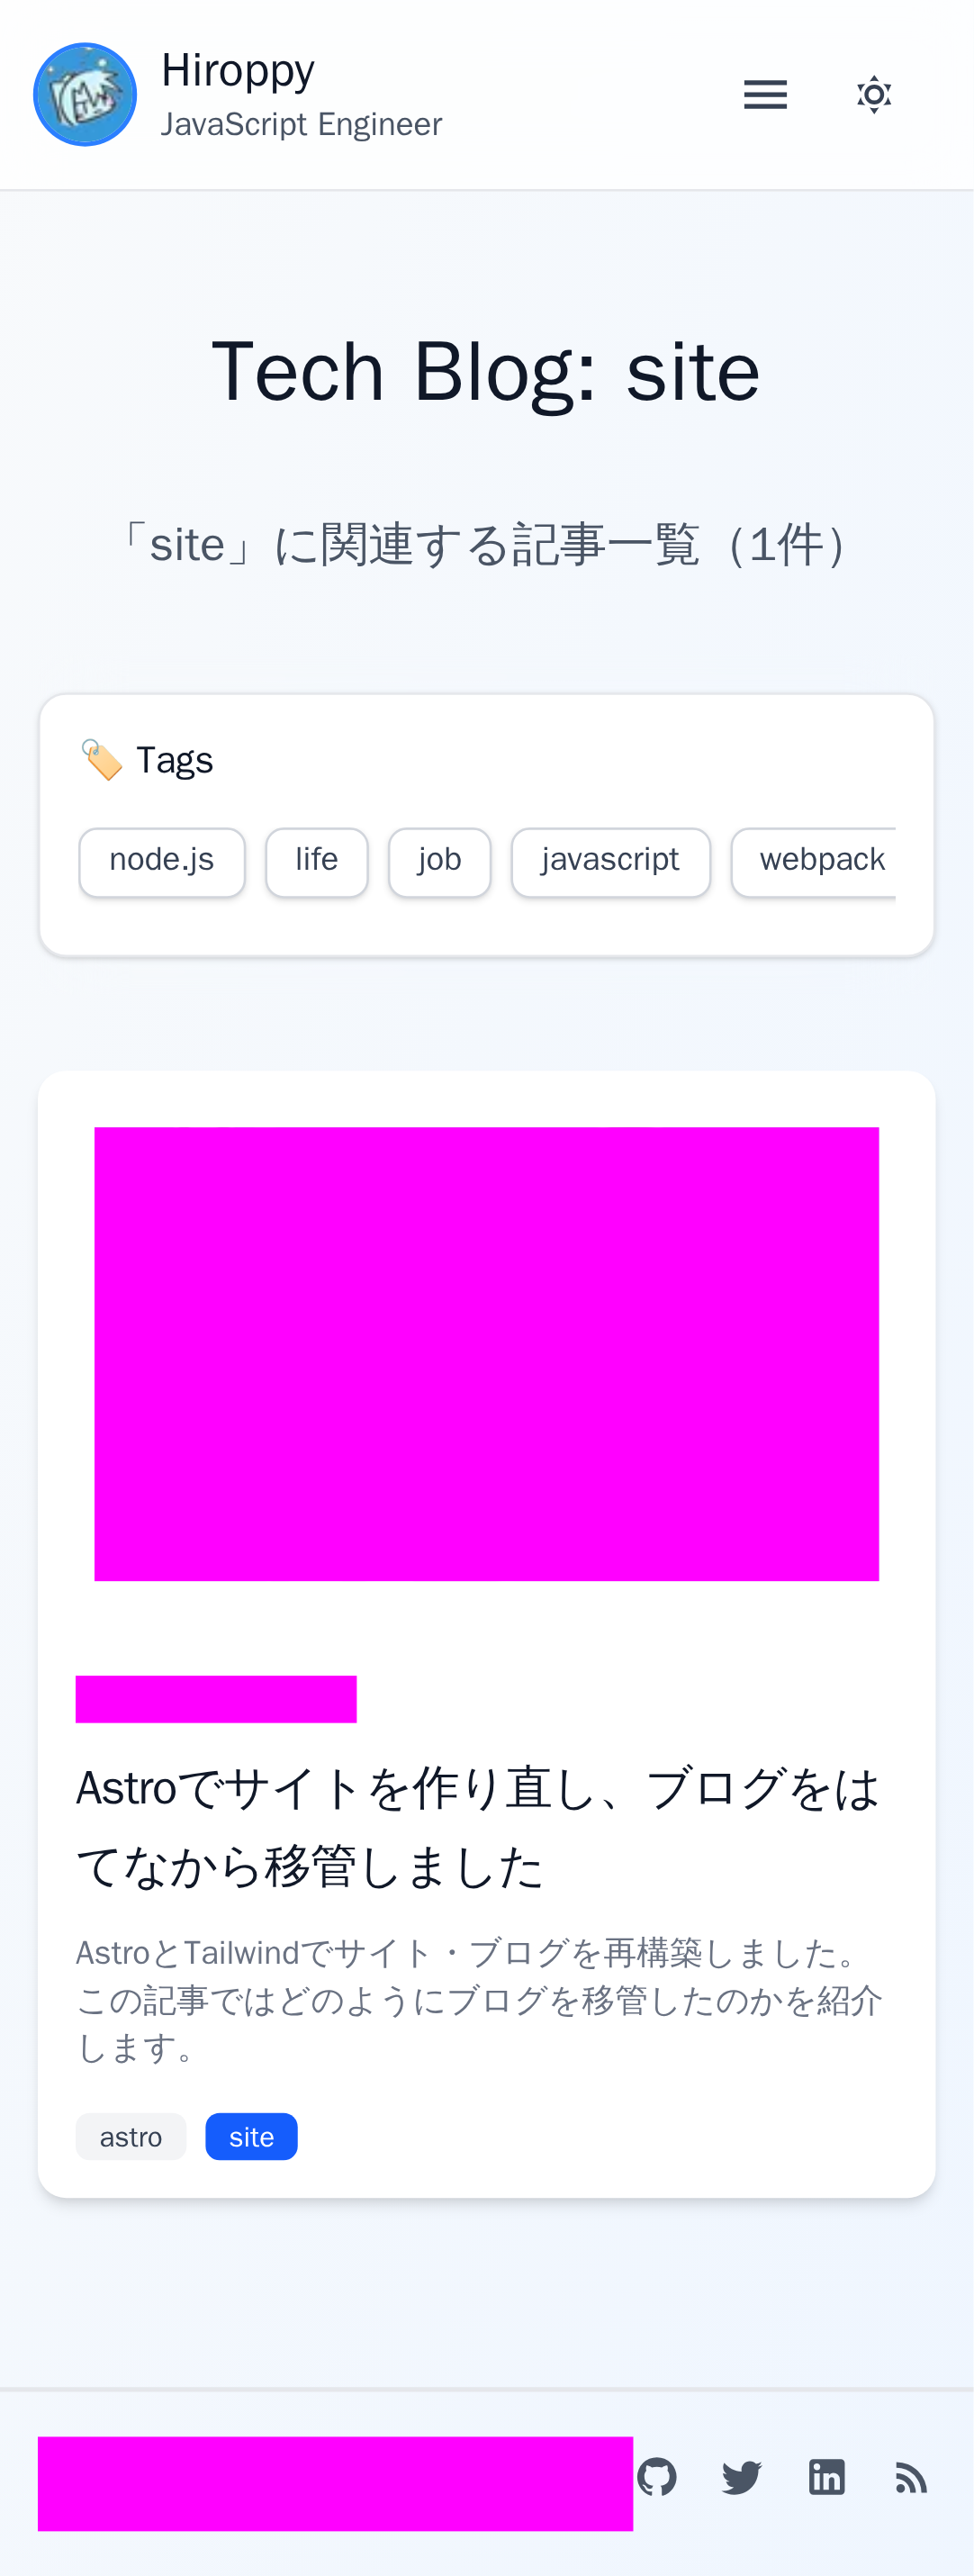 Hiroppy
JavaScript Engineer
Tech Blog: site
「site」に関連する記事一覧（1件）
🏷️ Tags
node.js life job javascript webpack
Astroでサイトを作り直し、ブログをは
てなから移管しました
AstroとTailwindでサイト・ブログを再構築しました。
この記事ではどのようにブログを移管したのかを紹介
します。
astro site